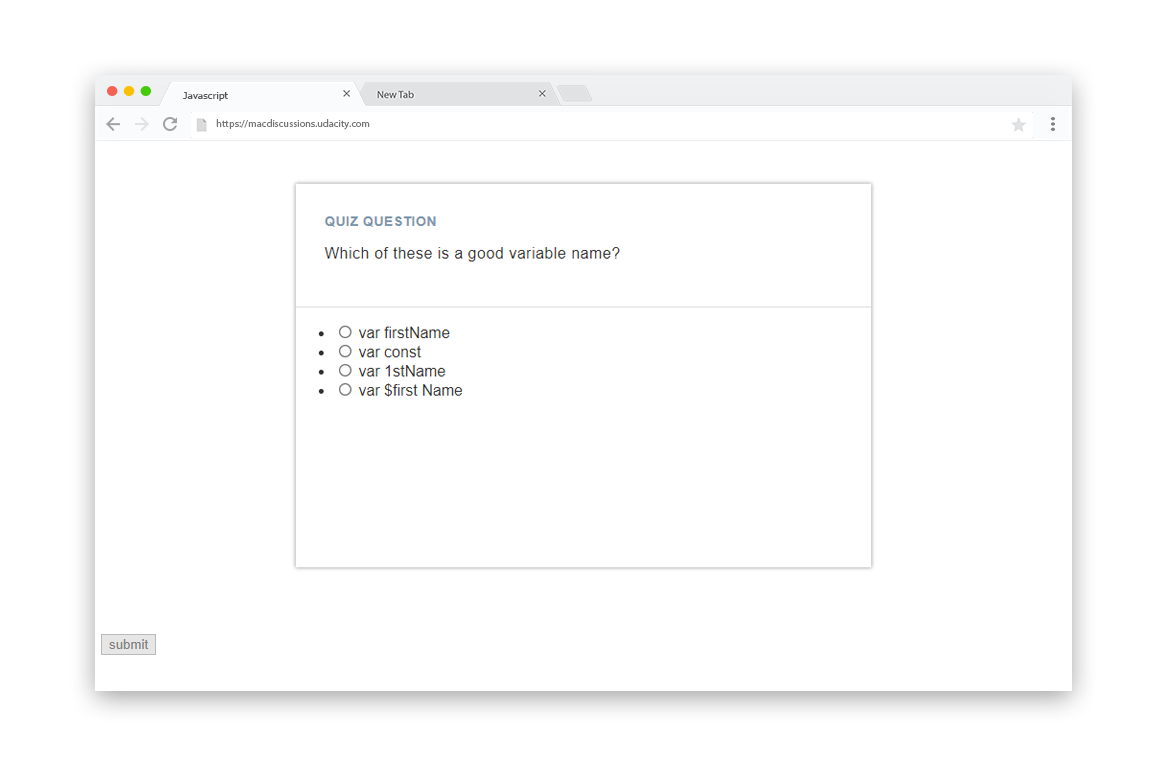 Javascript
New Tab
https://macdiscussions.udacity.com
QUIZ QUESTION
Which of these is a good variable name?
var firstName
var const
var 1stName
var $first Name
submit